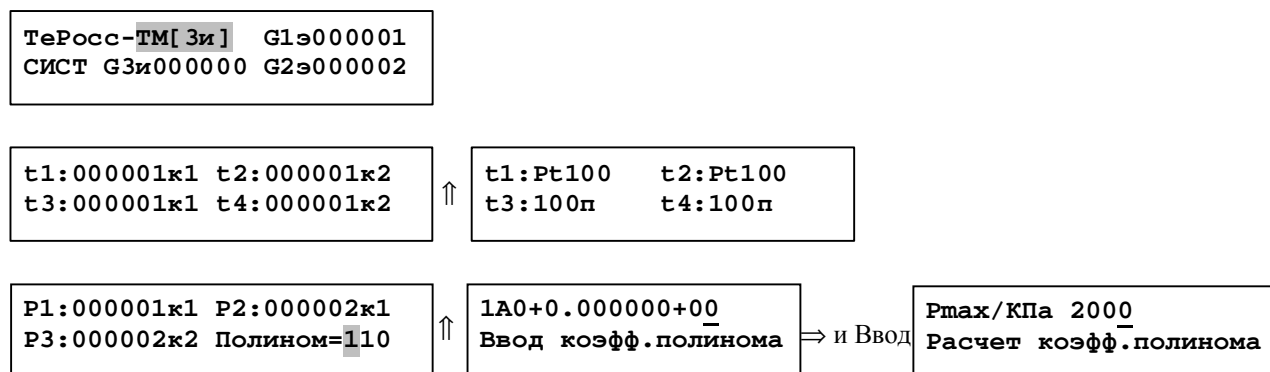 ТеРосс-ТМ[3и] G1э000001
СИСТ G3и000000 G2э000002
t1:000001к1 t2:000001к2
t3:000001к1 t4:000001к2
⇑
t1:Pt100 t2:Pt100
t3:100п t4:100п
P1:000001к1 P2:000002к1
P3:000002к2 Полином=110
⇑
1A0+0.000000+00
Ввод коэфф.полинома
⇒ и Ввод
Pmax/КПа 2000
Расчет коэфф.полинома